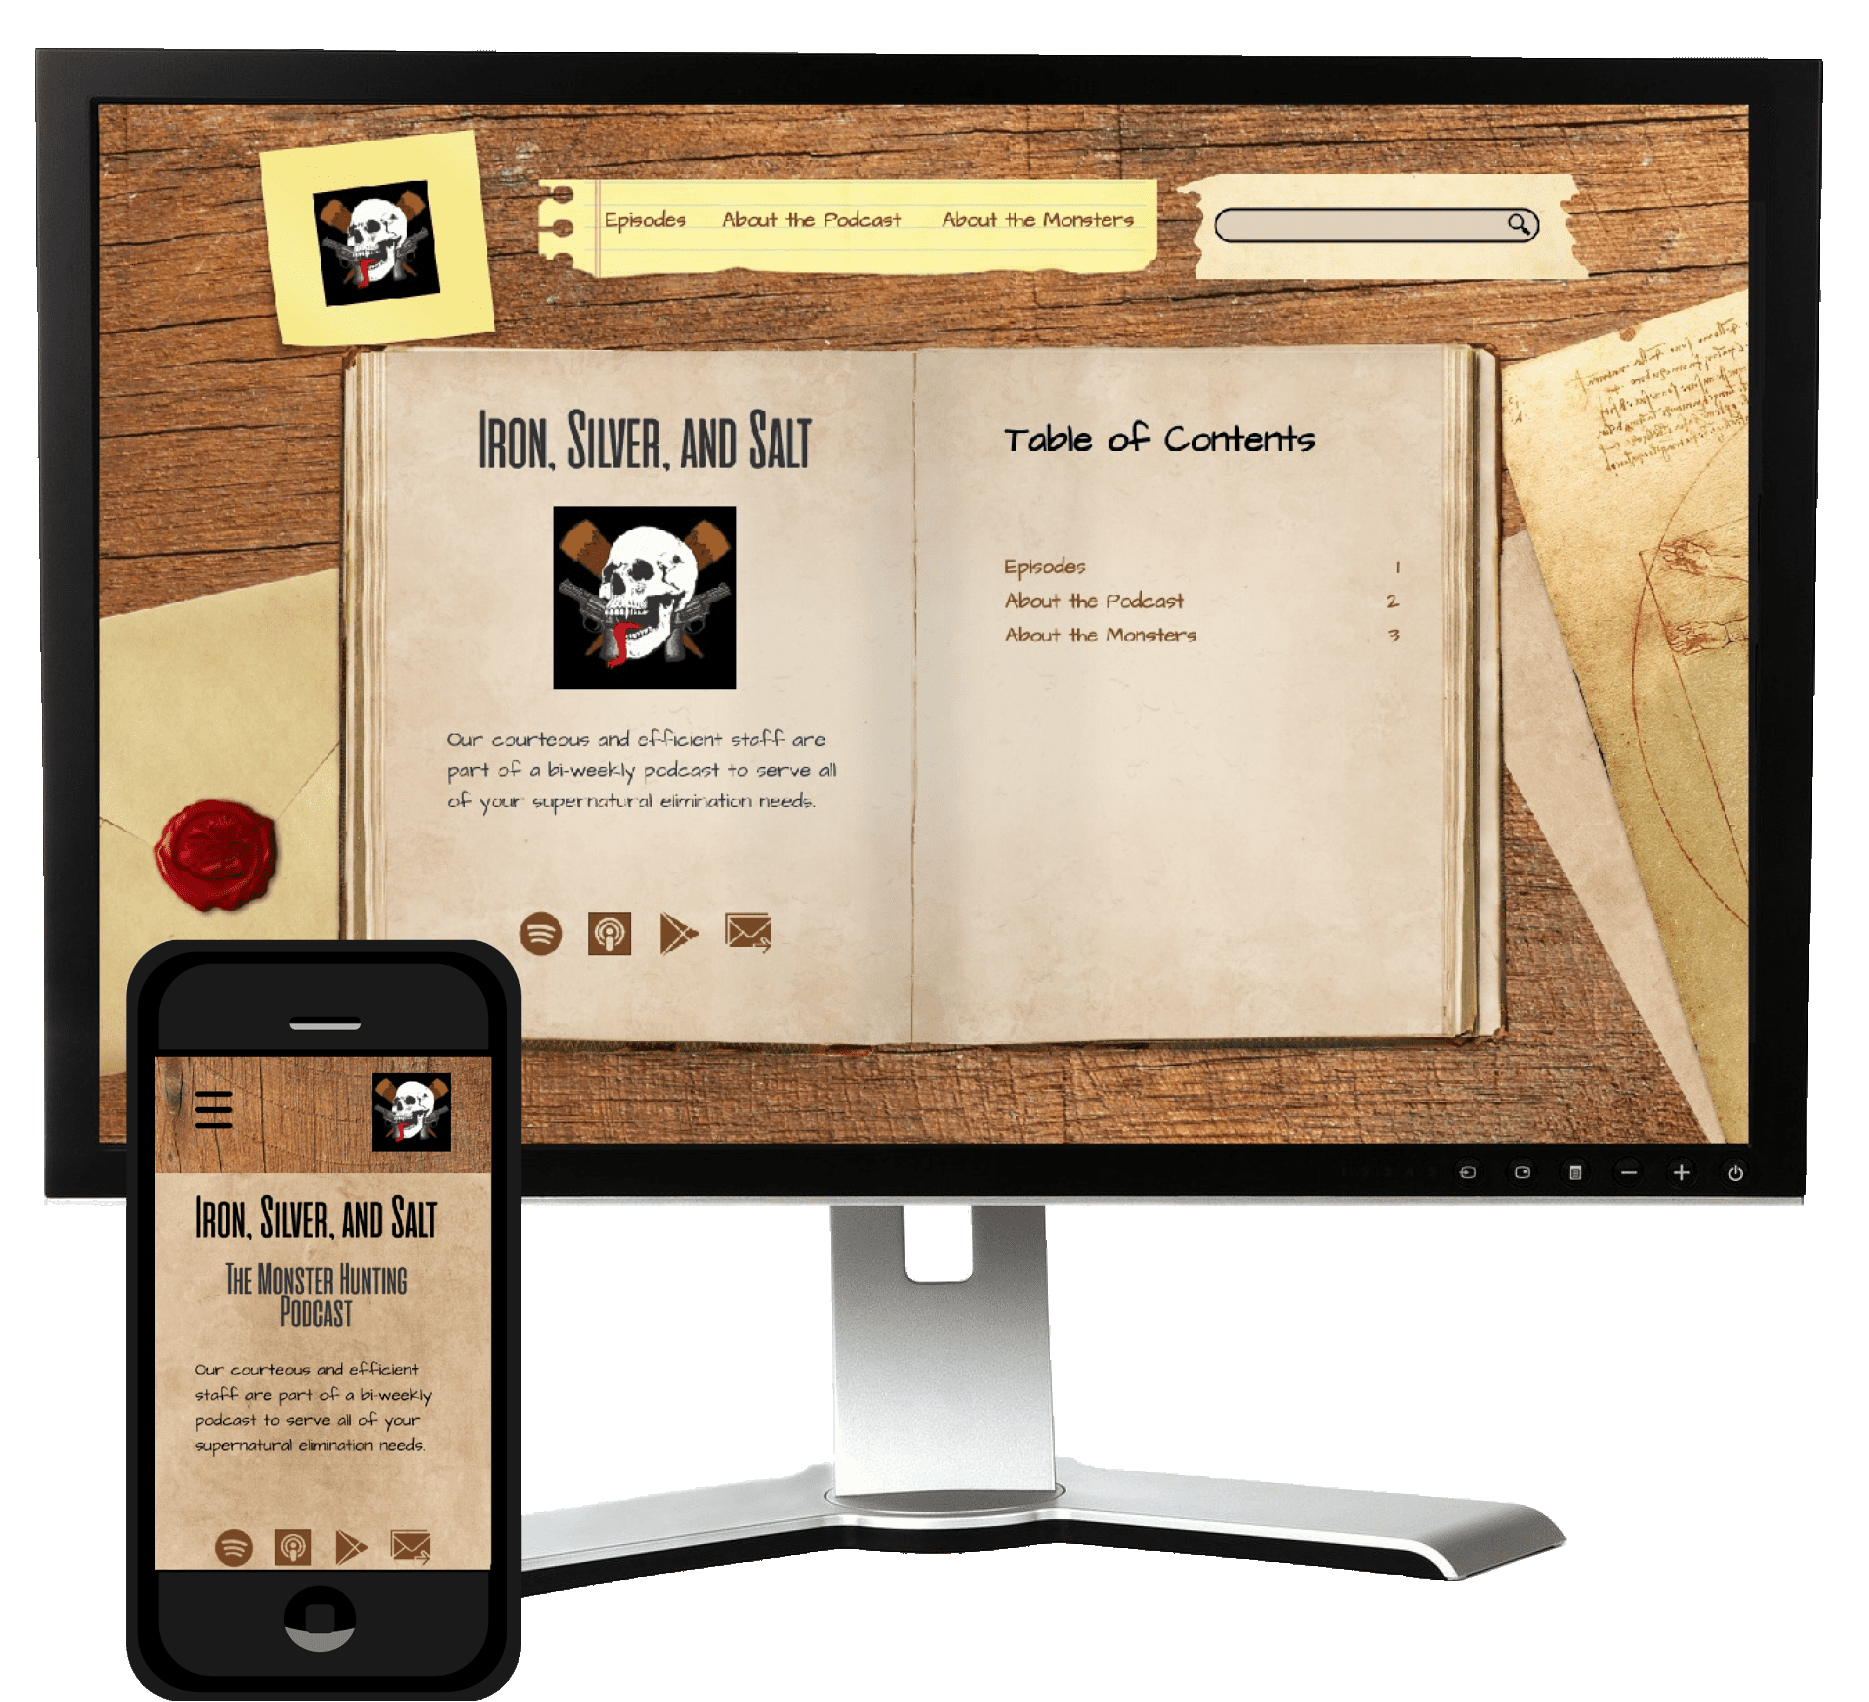 Episodes About the Podcast About the Monsters
Iron, Silver, and Salt
Our courteous and efficient staff are
part of a bi-weekly podcast to serve all
of your supernatural elimination needs.
Table of Contents
Episodes 1
About the Podcast 2
About the Monsters 3
Iron, Silver, and Salt
The Monster Hunting
Podcast
Our courteous and efficient
staff are part of a bi-weekly
podcast to serve all of your
supernatural elimination needs.